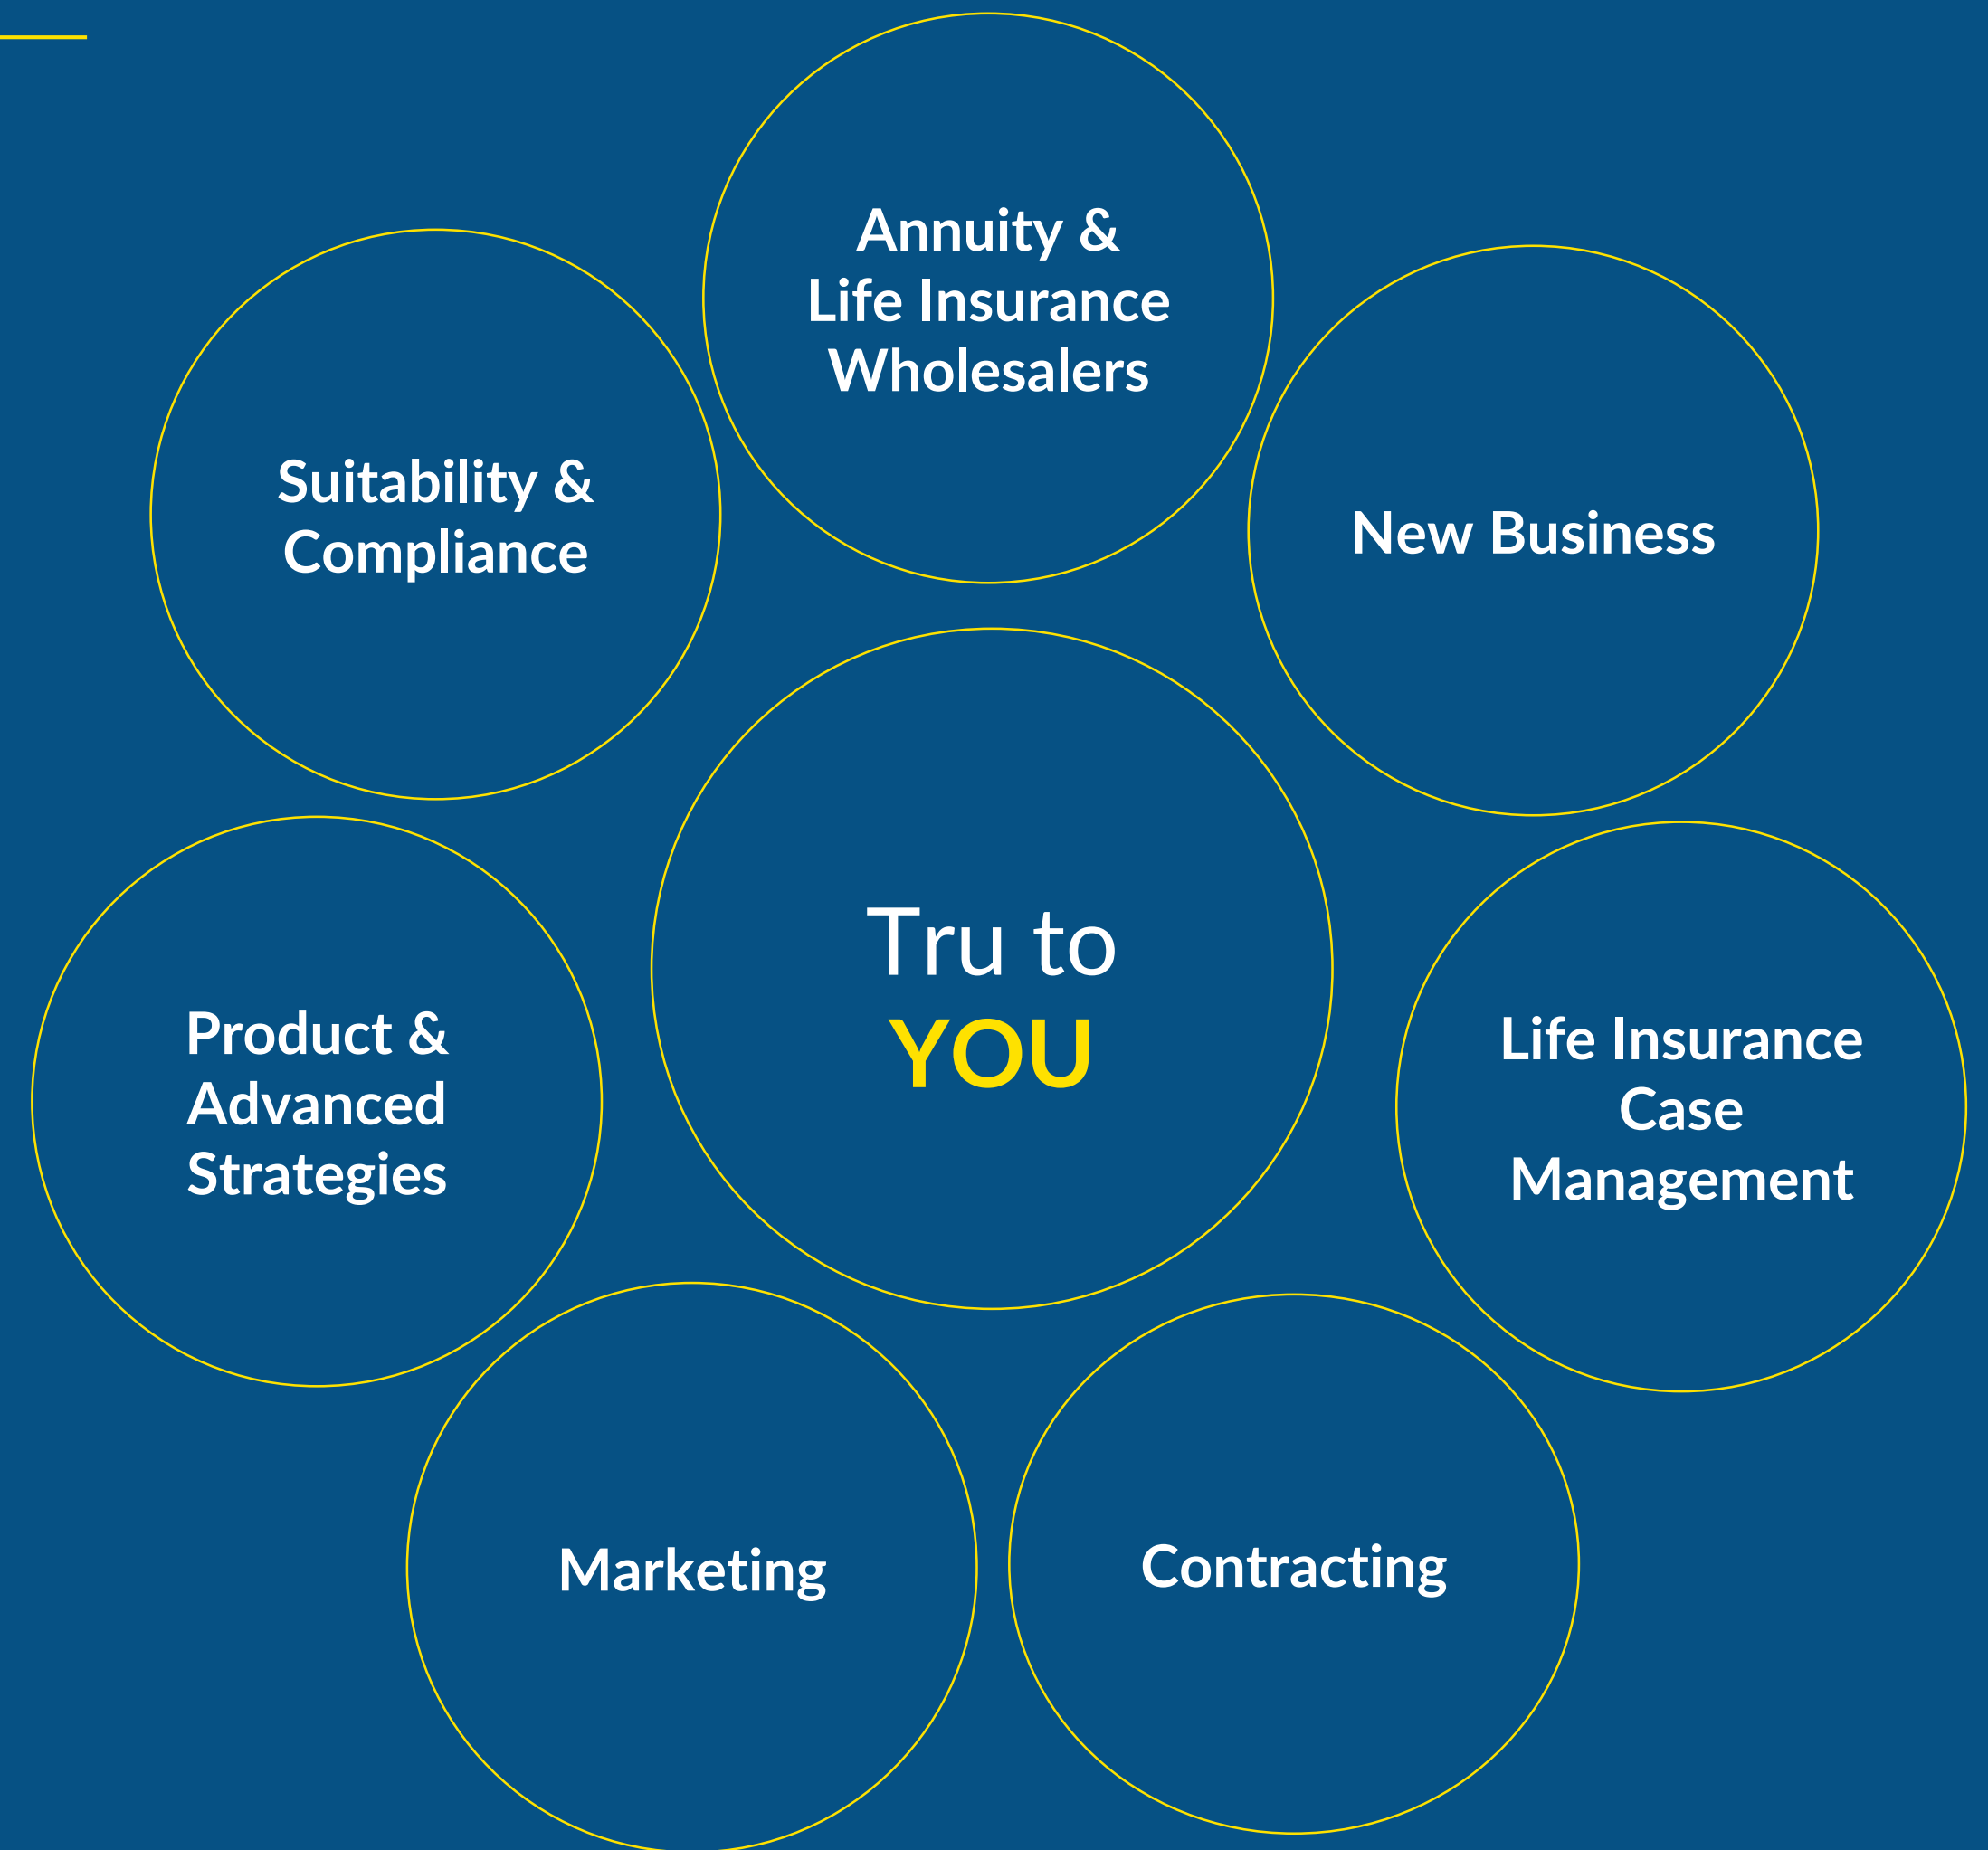 Annuity &
Life Insurance
Wholesalers
Suitability &
Compliance
New Business
Tru to
YOU
Product &
Advanced
Strategies
Life Insurance
Case
Management
Marketing
Contracting